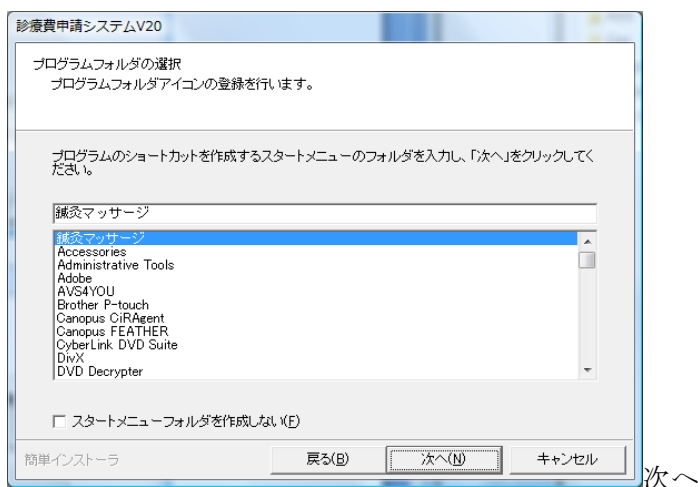 診療費申請システムV20
プログラムフォルダの選択
プログラムフォルダアイコンの登録を行います。
プログラムのショートカットを作成するスタートメニューのフォルダを入力し、「次へ」をクリックしてく
ださい。
鍼灸マッサージ
鍼灸マッサージ
Accessories
Administrative Tools
Adobe
AVS4YOU
Brother P-touch
Canopus CiRAgent
Canopus FEATHER
CyberLink DVD Suite
DivX
DVD Decrypter
スタートメニューフォルダを作成しない(F)
簡単インストーラ
戻る(B)
次へ(N)
キャンセル
次へ